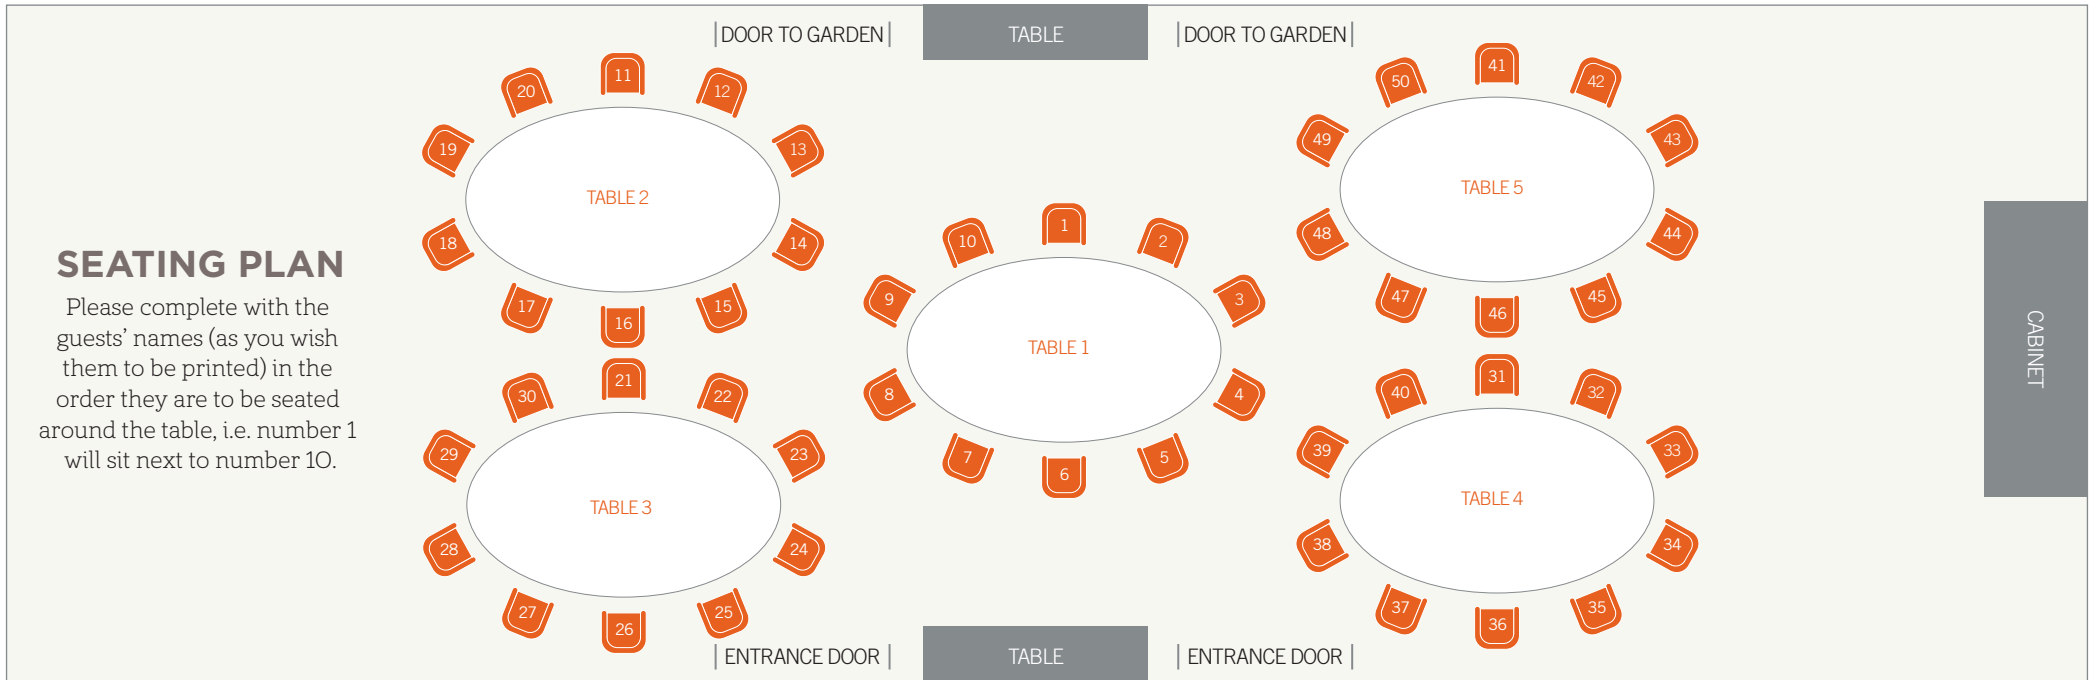 DOOR TO GARDEN
TABLE
DOOR TO GARDEN
20
11
12
19
13
TABLE 2
18
14
17
16
15
50
41
42
49
43
TABLE 5
48
44
47
46
45
SEATING PLAN
Please complete with the
guests’ names (as you wish
them to be printed) in the
order they are to be seated
around the table, i.e. number 1
will sit next to number 10.
10
1
2
9
3
TABLE 1
8
4
7
6
5
CABINET
30
21
22
29
23
TABLE 3
28
24
27
26
25
40
31
32
39
33
TABLE 4
38
34
37
36
35
ENTRANCE DOOR
TABLE
ENTRANCE DOOR